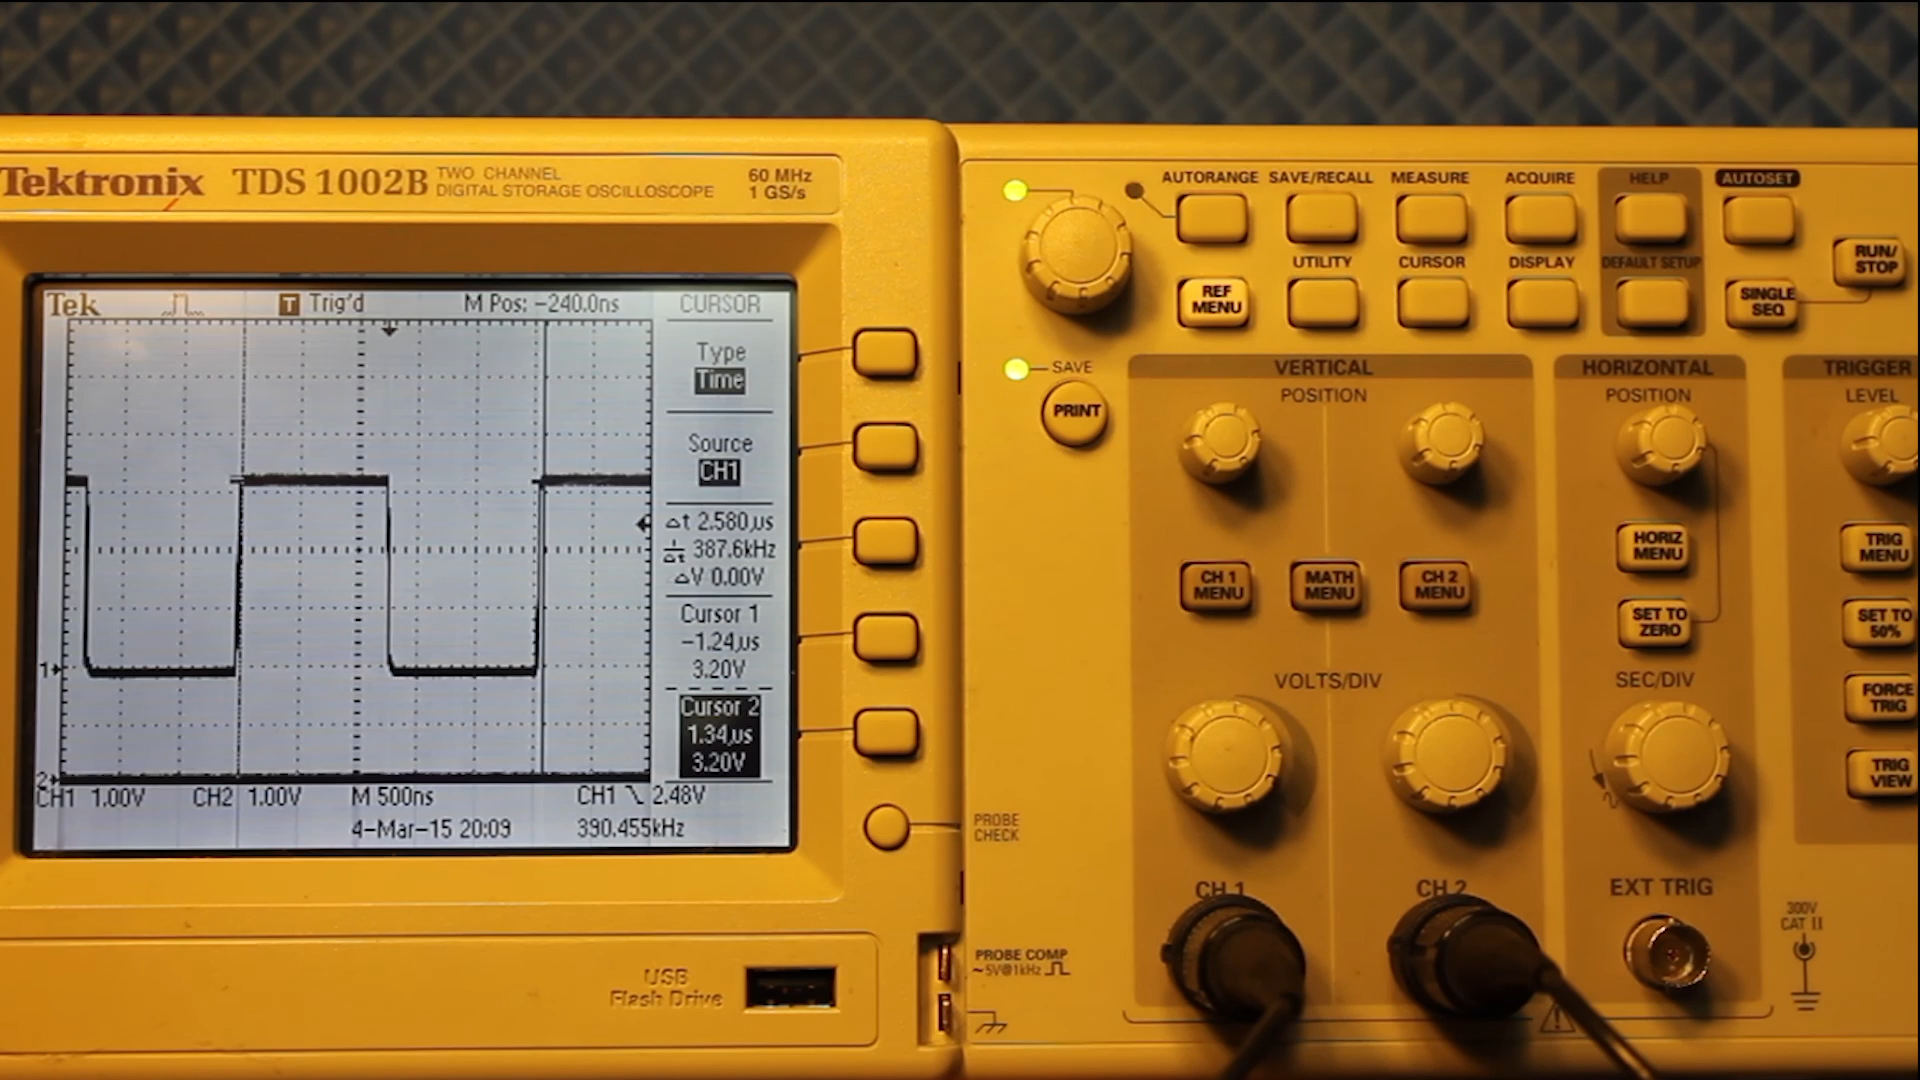 Tektronix TDS 1002B TWO CHANNEL DIGITAL STORAGE OSCILLOSCOPE 60 MHz 1 GS/s
Tek T Trig'd M Pos: -240.0ns CURSOR
Type
Time
Source
CH1
Δt 2.580µs
1/Δt 387.6kHz
ΔV 0.00V
Cursor 1
-1.24µs
3.20V
Cursor 2
1.34µs
3.20V
1
2
CH1 1.00V CH2 1.00V M 500ns CH1 2.48V
4-Mar-15 20:09 390.455kHz
USB
Flash Drive
AUTORANGE SAVE/RECALL MEASURE ACQUIRE HELP AUTOSET
UTILITY CURSOR DISPLAY DEFAULT SETUP
REF
MENU
SINGLE
SEQ
RUN/
STOP
SAVE
PRINT
VERTICAL HORIZONTAL TRIGGER
POSITION POSITION LEVEL
HORIZ
MENU
TRIG
MENU
CH 1
MENU
MATH
MENU
CH 2
MENU
SET TO
ZERO
SET TO
50%
VOLTS/DIV SEC/DIV
FORCE
TRIG
TRIG
VIEW
PROBE
CHECK
CH 1 CH 2 EXT TRIG
300V
CAT II
PROBE COMP
~5V@1kHz